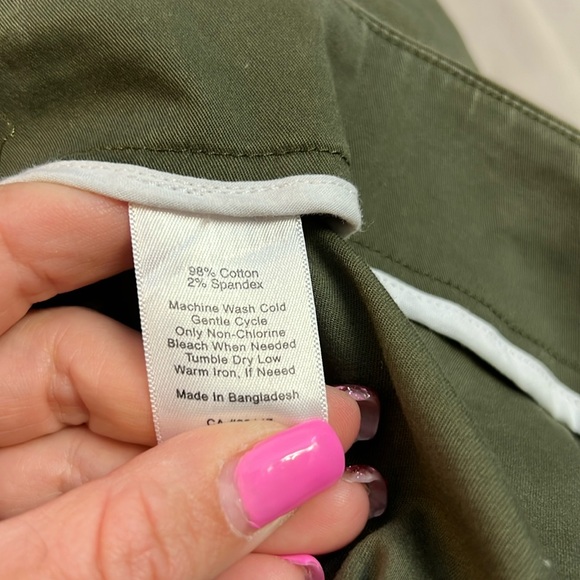 98% Cotton
2% Spandex
Machine Wash Cold
Gentle Cycle
Only Non-Chlorine
Bleach When Needed
Tumble Dry Low
Warm Iron, If Neeed
Made in Bangladesh